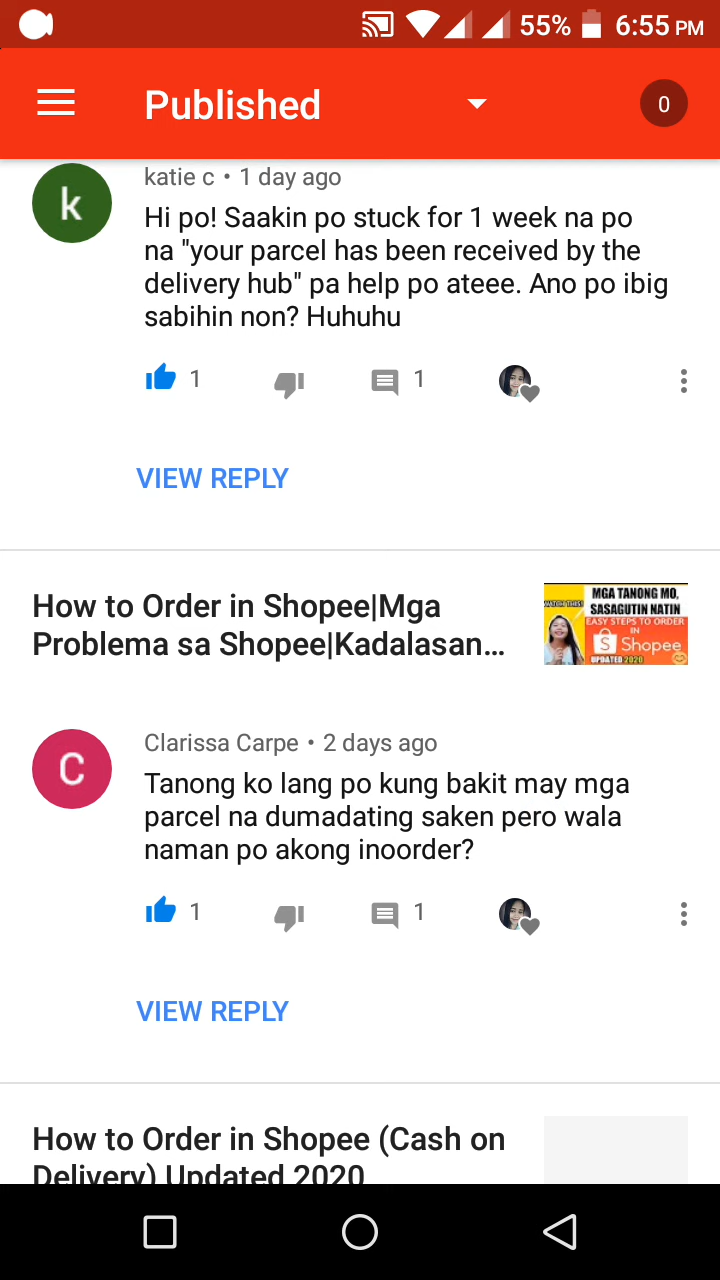 55% 6:55 PM
Published
0
katie c • 1 day ago
k
Hi po! Saakin po stuck for 1 week na po
na "your parcel has been received by the
delivery hub" pa help po ateee. Ano po ibig
sabihin non? Huhuhu
1
1
VIEW REPLY
How to Order in Shopee|Mga
Problema sa Shopee|Kadalasan...
WATCH THIS!
MGA TANONG MO,
SASAGUTIN NATIN
EASY STEPS TO ORDER
IN
S Shopee
UPDATED 2020
Clarissa Carpe • 2 days ago
C
Tanong ko lang po kung bakit may mga
parcel na dumadating saken pero wala
naman po akong inoorder?
1
1
VIEW REPLY
How to Order in Shopee (Cash on
Delivery) Updated 2020